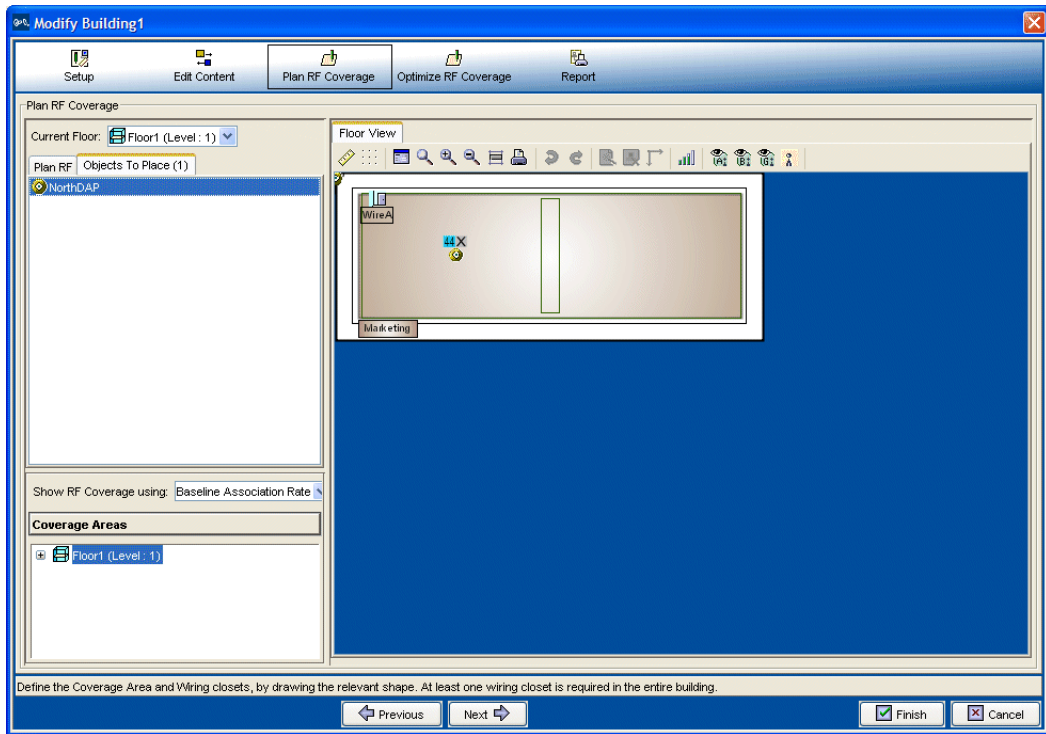 Modify Building1
Setup Edit Content Plan RF Coverage Optimize RF Coverage Report
Plan RF Coverage
Current Floor: Floor1 (Level : 1)
Plan RF Objects To Place (1)
NorthDAP
Floor View
WireA
44 X
Marketing
Show RF Coverage using: Baseline Association Rate
Coverage Areas
Floor1 (Level : 1)
Define the Coverage Area and Wiring closets, by drawing the relevant shape. At least one wiring closet is required in the entire building.
Previous Next Finish Cancel